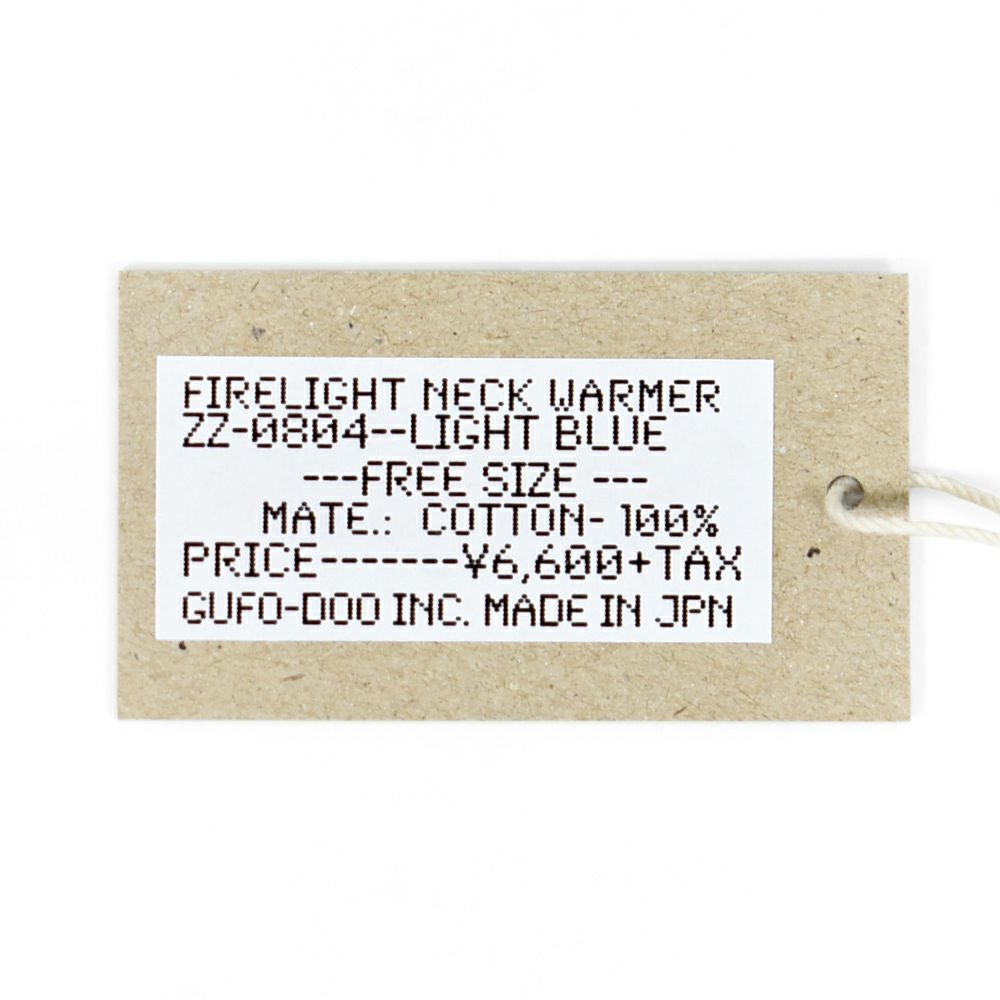 FIRELIGHT NECK WARMER
ZZ-0804--LIGHT BLUE
---FREE SIZE ---
MATE.: COTTON- 100%
PRICE-------¥6,600+TAX
GUFO-DOO INC. MADE IN JPN